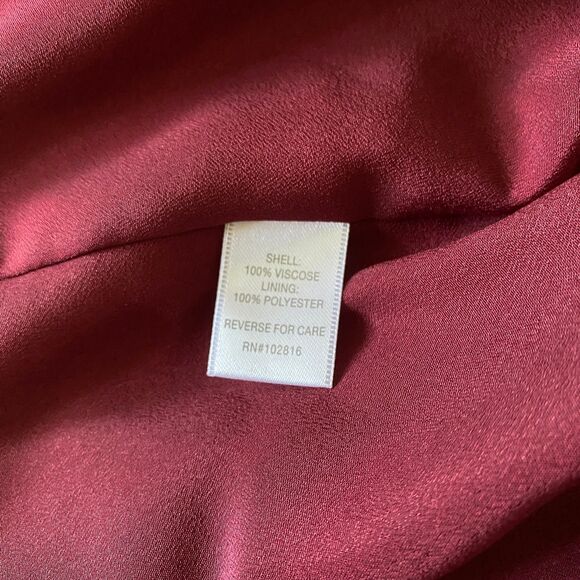 SHELL:
100% VISCOSE
LINING:
100% POLYESTER
REVERSE FOR CARE
RN#102816